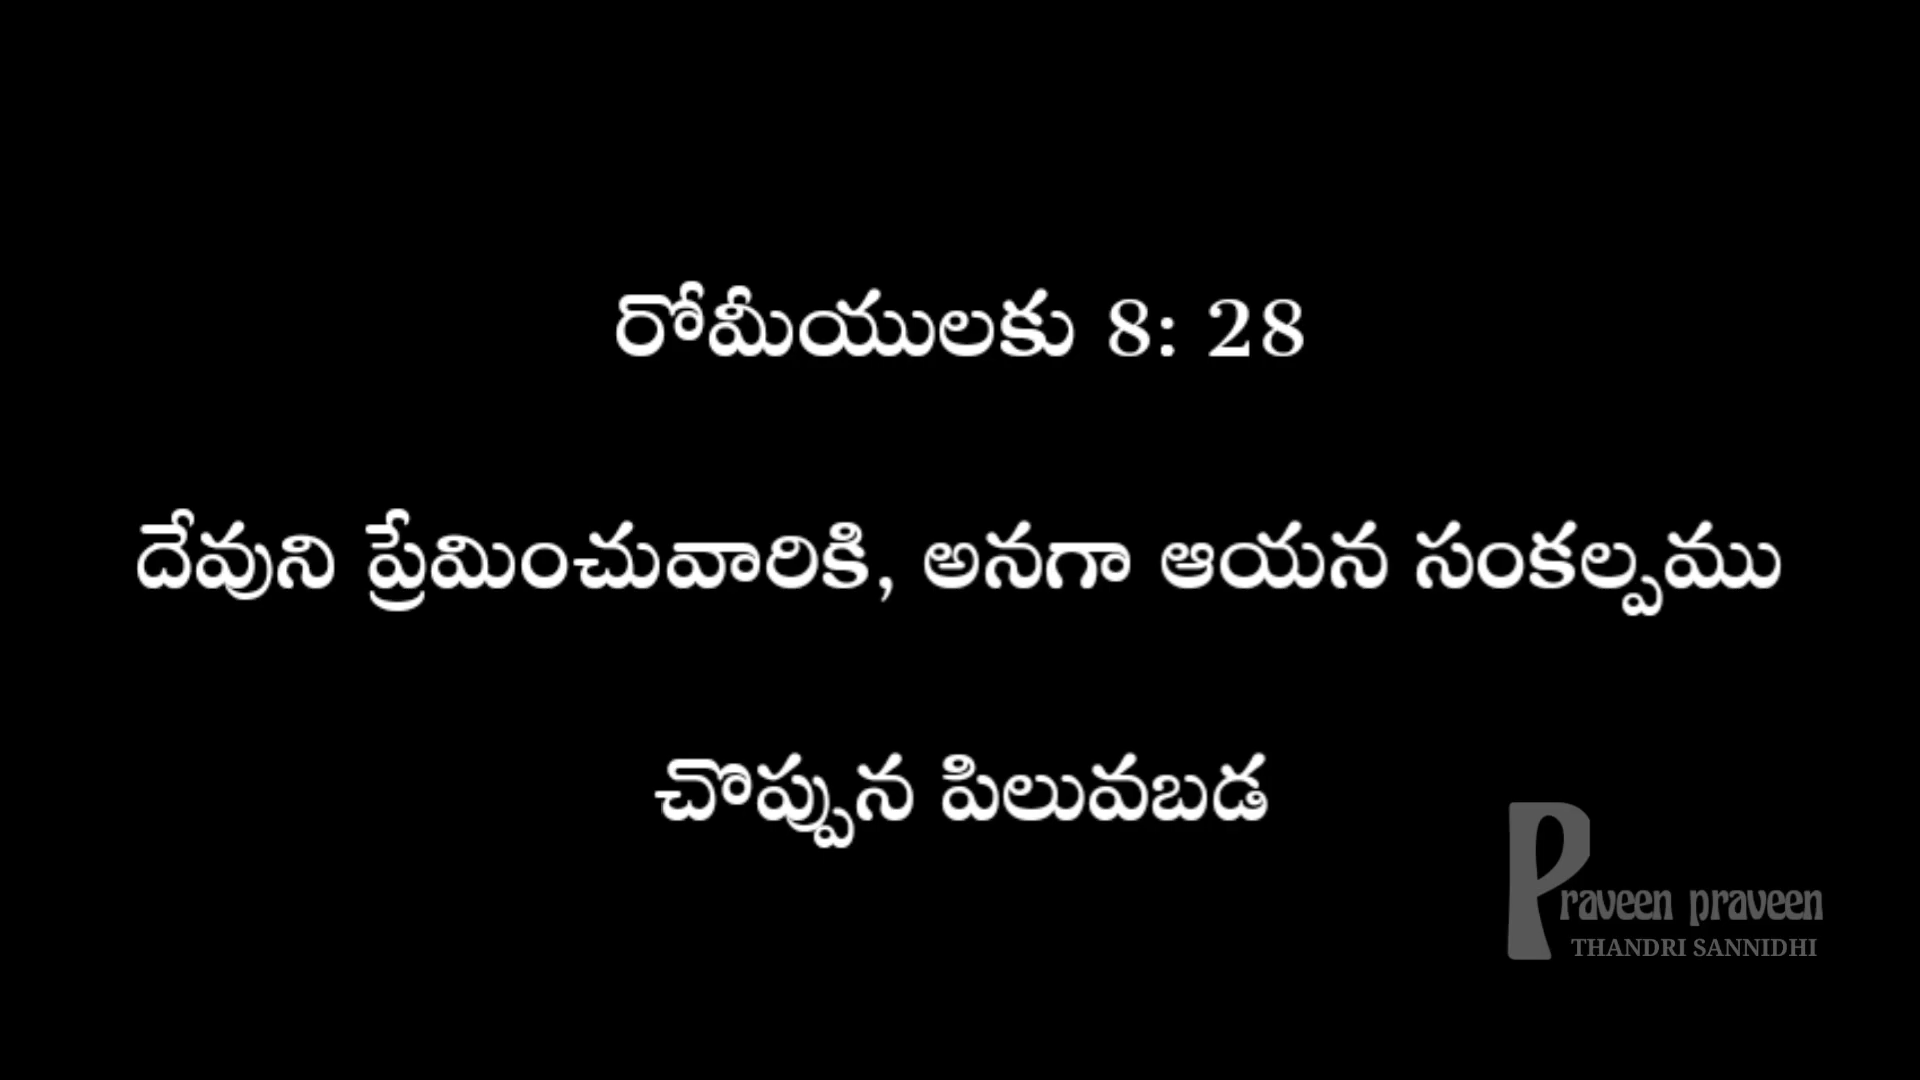 రోమీయులకు 8: 28
దేవుని ప్రేమించువారికి, అనగా ఆయన సంకల్పము
చొప్పున పిలువబడ
Praveen praveen
THANDRI SANNIDHI